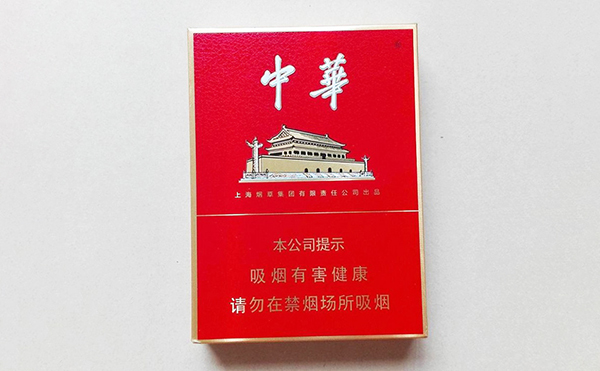 中華
上海烟草集团有限责任公司出品
本公司提示
吸烟有害健康
请勿在禁烟场所吸烟